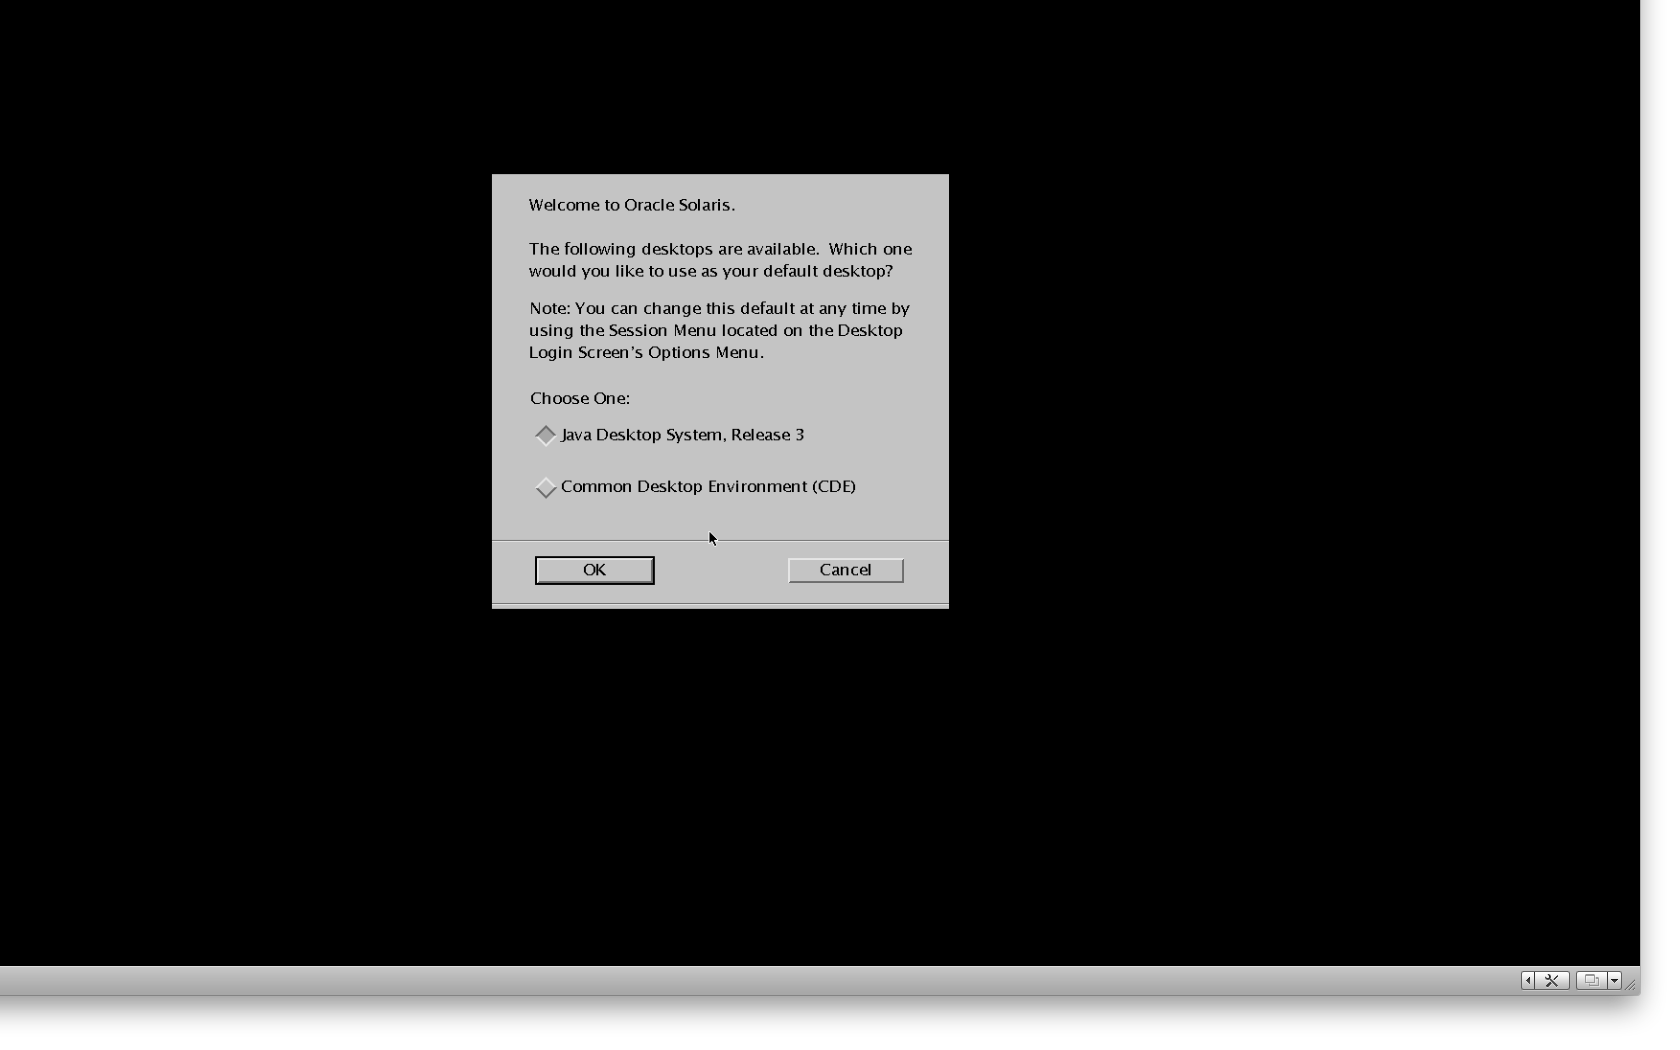 Welcome to Oracle Solaris.
The following desktops are available.  Which one
would you like to use as your default desktop?
Note: You can change this default at any time by
using the Session Menu located on the Desktop
Login Screen's Options Menu.
Choose One:
Java Desktop System, Release 3
Common Desktop Environment (CDE)
OK
Cancel